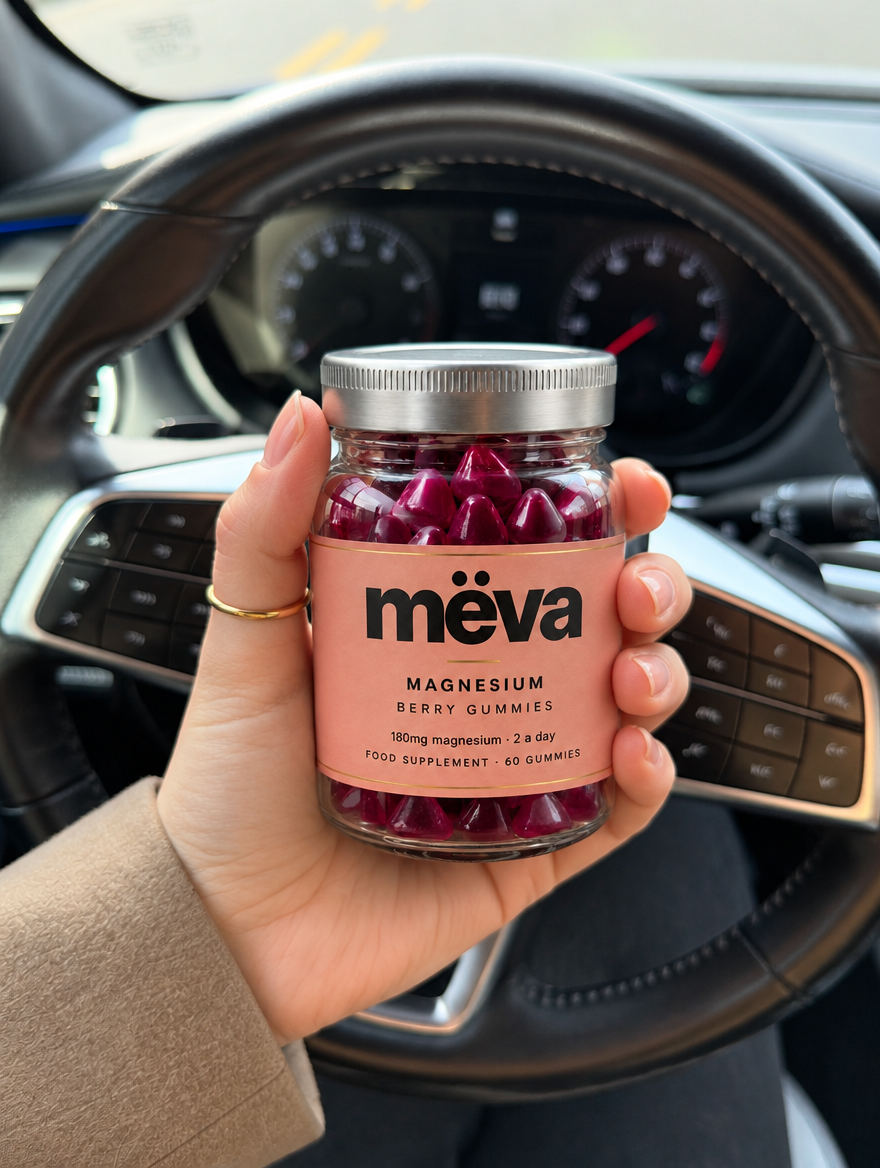 mëva
MAGNESIUM
BERRY GUMMIES
180mg magnesium · 2 a day
FOOD SUPPLEMENT · 60 GUMMIES